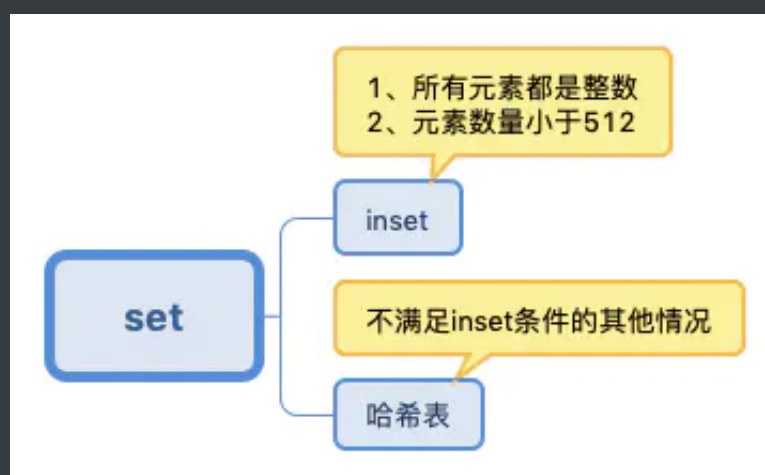 1、所有元素都是整数
2、元素数量小于512
inset
set
不满足inset条件的其他情况
哈希表